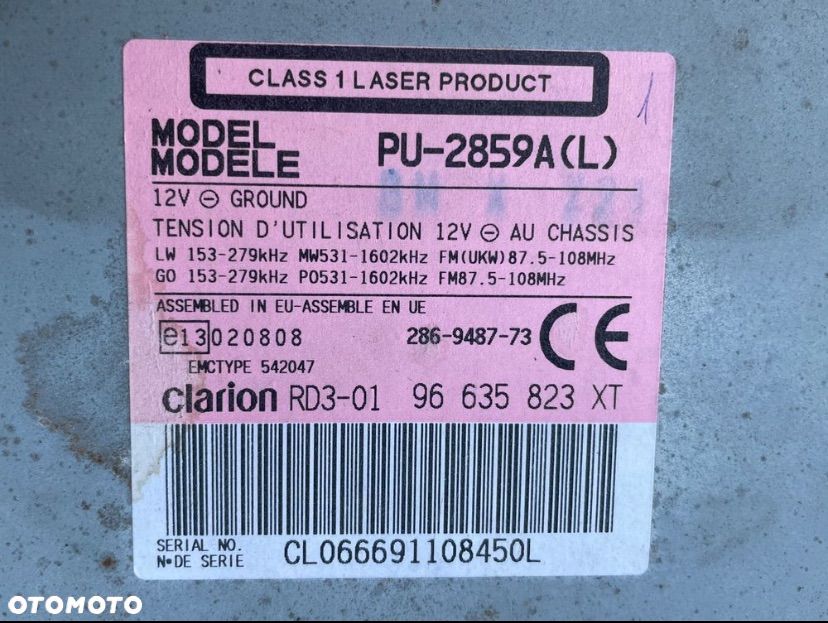 CLASS 1 LASER PRODUCT
1
MODEL
MODELE PU-2859A(L)
12V ⊖ GROUND
TENSION D'UTILISATION 12V ⊖ AU CHASSIS
LW 153-279kHz MW531-1602kHz FM(UKW)87.5-108MHz
GO 153-279kHz PO531-1602kHz FM87.5-108MHz
ASSEMBLED IN EU-ASSEMBLE EN UE
e13 020808 286-9487-73 CE
EMCTYPE 542047
clarion RD3-01 96 635 823 XT
SERIAL NO.
N•DE SERIE CL066691108450L
OTOMOTO